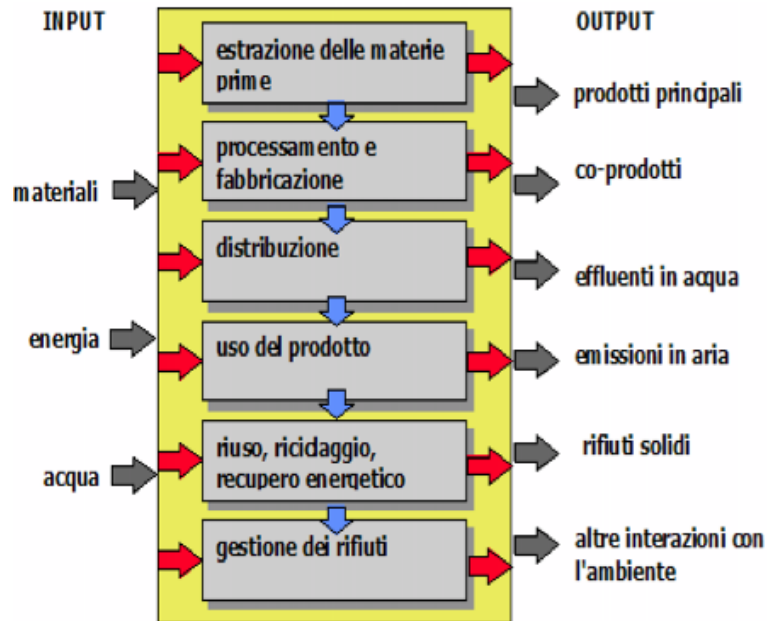 INPUT
OUTPUT
estrazione delle materie
prime
processamento e
fabbricazione
distribuzione
uso del prodotto
riuso, riciclaggio,
recupero energetico
gestione dei rifiuti
materiali
energia
acqua
prodotti principali
co-prodotti
effluenti in acqua
emissioni in aria
rifiuti solidi
altre interazioni con
l'ambiente